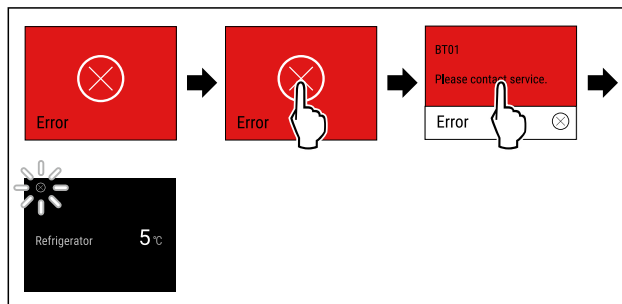 Error
Error
BT01
Please contact service.
Error
Refrigerator 5 °C